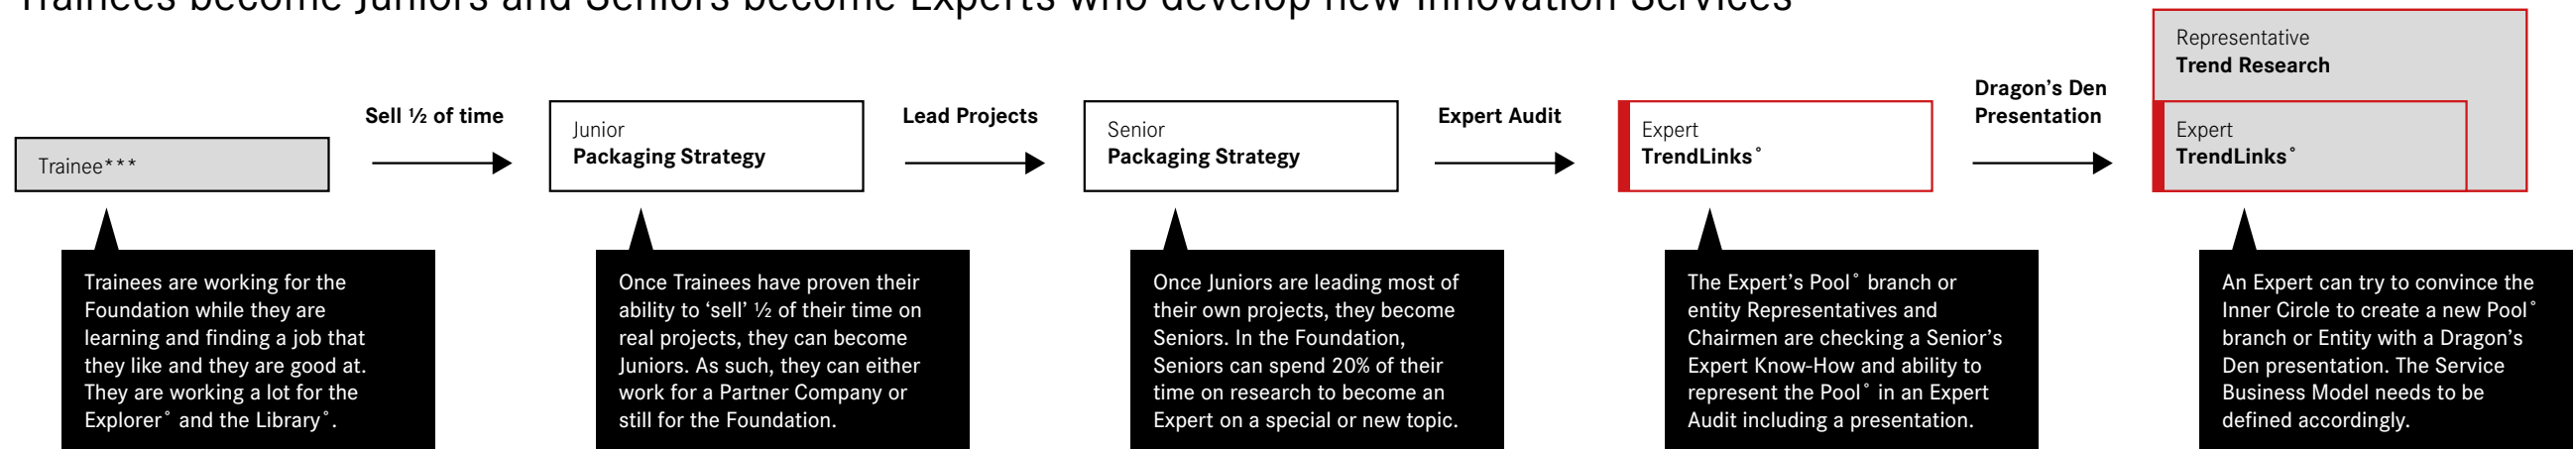 Trainees become Juniors and Seniors become Experts who develop new Innovation Services
Trainee***
Sell ½ of time
Junior
Packaging Strategy
Lead Projects
Senior
Packaging Strategy
Expert Audit
Expert
TrendLinks°
Dragon’s Den
Presentation
Representative
Trend Research
Expert
TrendLinks°
Trainees are working for the
Foundation while they are
learning and finding a job that
they like and they are good at.
They are working a lot for the
Explorer° and the Library°.
Once Trainees have proven their
ability to ‘sell’ ½ of their time on
real projects, they can become
Juniors. As such, they can either
work for a Partner Company or
still for the Foundation.
Once Juniors are leading most of
their own projects, they become
Seniors. In the Foundation,
Seniors can spend 20% of their
time on research to become an
Expert on a special or new topic.
The Expert’s Pool° branch or
entity Representatives and
Chairmen are checking a Senior’s
Expert Know-How and ability to
represent the Pool° in an Expert
Audit including a presentation.
An Expert can try to convince the
Inner Circle to create a new Pool°
branch or Entity with a Dragon’s
Den presentation. The Service
Business Model needs to be
defined accordingly.